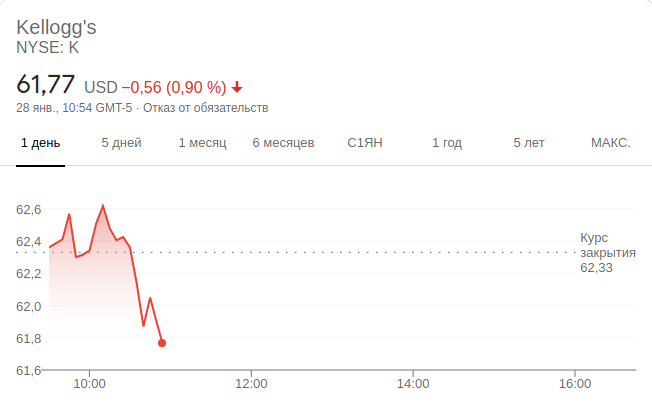 Kellogg's
NYSE: K
61,77 USD −0,56 (0,90 %)
28 янв., 10:54 GMT-5 · Отказ от обязательств
1 день 5 дней 1 месяц 6 месяцев С1ЯН 1 год 5 лет МАКС.
62,6
62,4
62,2
62,0
61,8
61,6
Курс
закрытия
62,33
10:00 12:00 14:00 16:00